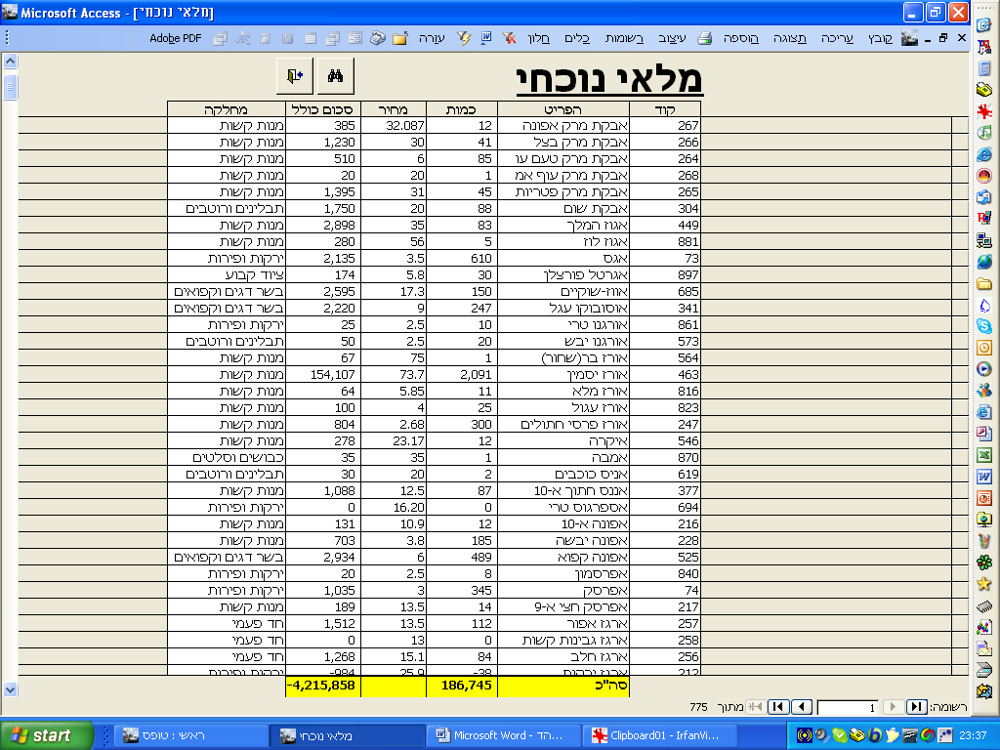 Microsoft Access - [מלאי נוכחי]
קובץ עריכה תצוגה הוספה עיצוב רשומות כלים חלון עזרה Adobe PDF
מלאי נוכחי
קוד הפריט כמות מחיר סכום כולל מחלקה
267 אבקת מרק אפונה 12 32.087 385 מנות קשות
266 אבקת מרק בצל 41 30 1,230 מנות קשות
264 אבקת מרק טעם עו 85 6 510 מנות קשות
268 אבקת מרק עוף אמ 1 20 20 מנות קשות
265 אבקת מרק פטריות 45 31 1,395 מנות קשות
304 אבקת שום 88 20 1,750 תבלינים ורוטבים
449 אגוז המלך 83 35 2,898 מנות קשות
881 אגוז לוז 5 56 280 מנות קשות
73 אגס 610 3.5 2,135 ירקות ופירות
897 אגרטל פורצלן 30 5.8 174 ציוד קבוע
685 אווז-שוקיים 150 17.3 2,595 בשר דגים וקפואים
341 אוסובוקו עגל 247 9 2,220 בשר דגים וקפואים
861 אורגנו טרי 10 2.5 25 ירקות ופירות
573 אורגנו יבש 20 2.5 50 תבלינים ורוטבים
564 אורז בר(שחור) 1 75 67 מנות קשות
463 אורז יסמין 2,091 73.7 154,107 מנות קשות
816 אורז מלא 11 5.85 64 מנות קשות
823 אורז עגול 25 4 100 מנות קשות
247 אורז פרסי חתולים 300 2.68 804 מנות קשות
546 איקרה 12 23.17 278 מנות קשות
870 אמבה 1 35 35 כבושים וסלטים
619 אניס כוכבים 2 20 30 תבלינים ורוטבים
377 אננס חתוך א-10 87 12.5 1,088 מנות קשות
694 אספרגוס טרי 0 16.20 0 ירקות ופירות
216 אפונה א-10 12 10.9 131 מנות קשות
228 אפונה יבשה 185 3.8 703 מנות קשות
525 אפונה קפוא 489 6 2,934 בשר דגים וקפואים
840 אפרסמון 8 2.5 20 ירקות ופירות
74 אפרסק 345 3 1,035 ירקות ופירות
217 אפרסק חצי א-9 14 13.5 189 מנות קשות
257 ארגז אפור 112 13.5 1,512 חד פעמי
258 ארגז גבינות קשות 0 13 0 חד פעמי
256 ארגז חלב 84 15.1 1,268 חד פעמי
212 ארגז ירקות -38 25.9 -984 ירקות ופירות
סה"כ 186,745 -4,215,858
רשומה: 1 מתוך 775
start ראשי : טופס מלאי נוכחי Microsoft Word - הד... Clipboard01 - IrfanWi... 23:37